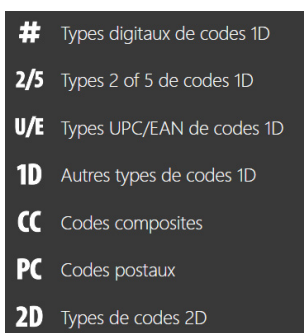 # Types digitaux de codes 1D
2/5 Types 2 of 5 de codes 1D
U/E Types UPC/EAN de codes 1D
1D Autres types de codes 1D
CC Codes composites
PC Codes postaux
2D Types de codes 2D